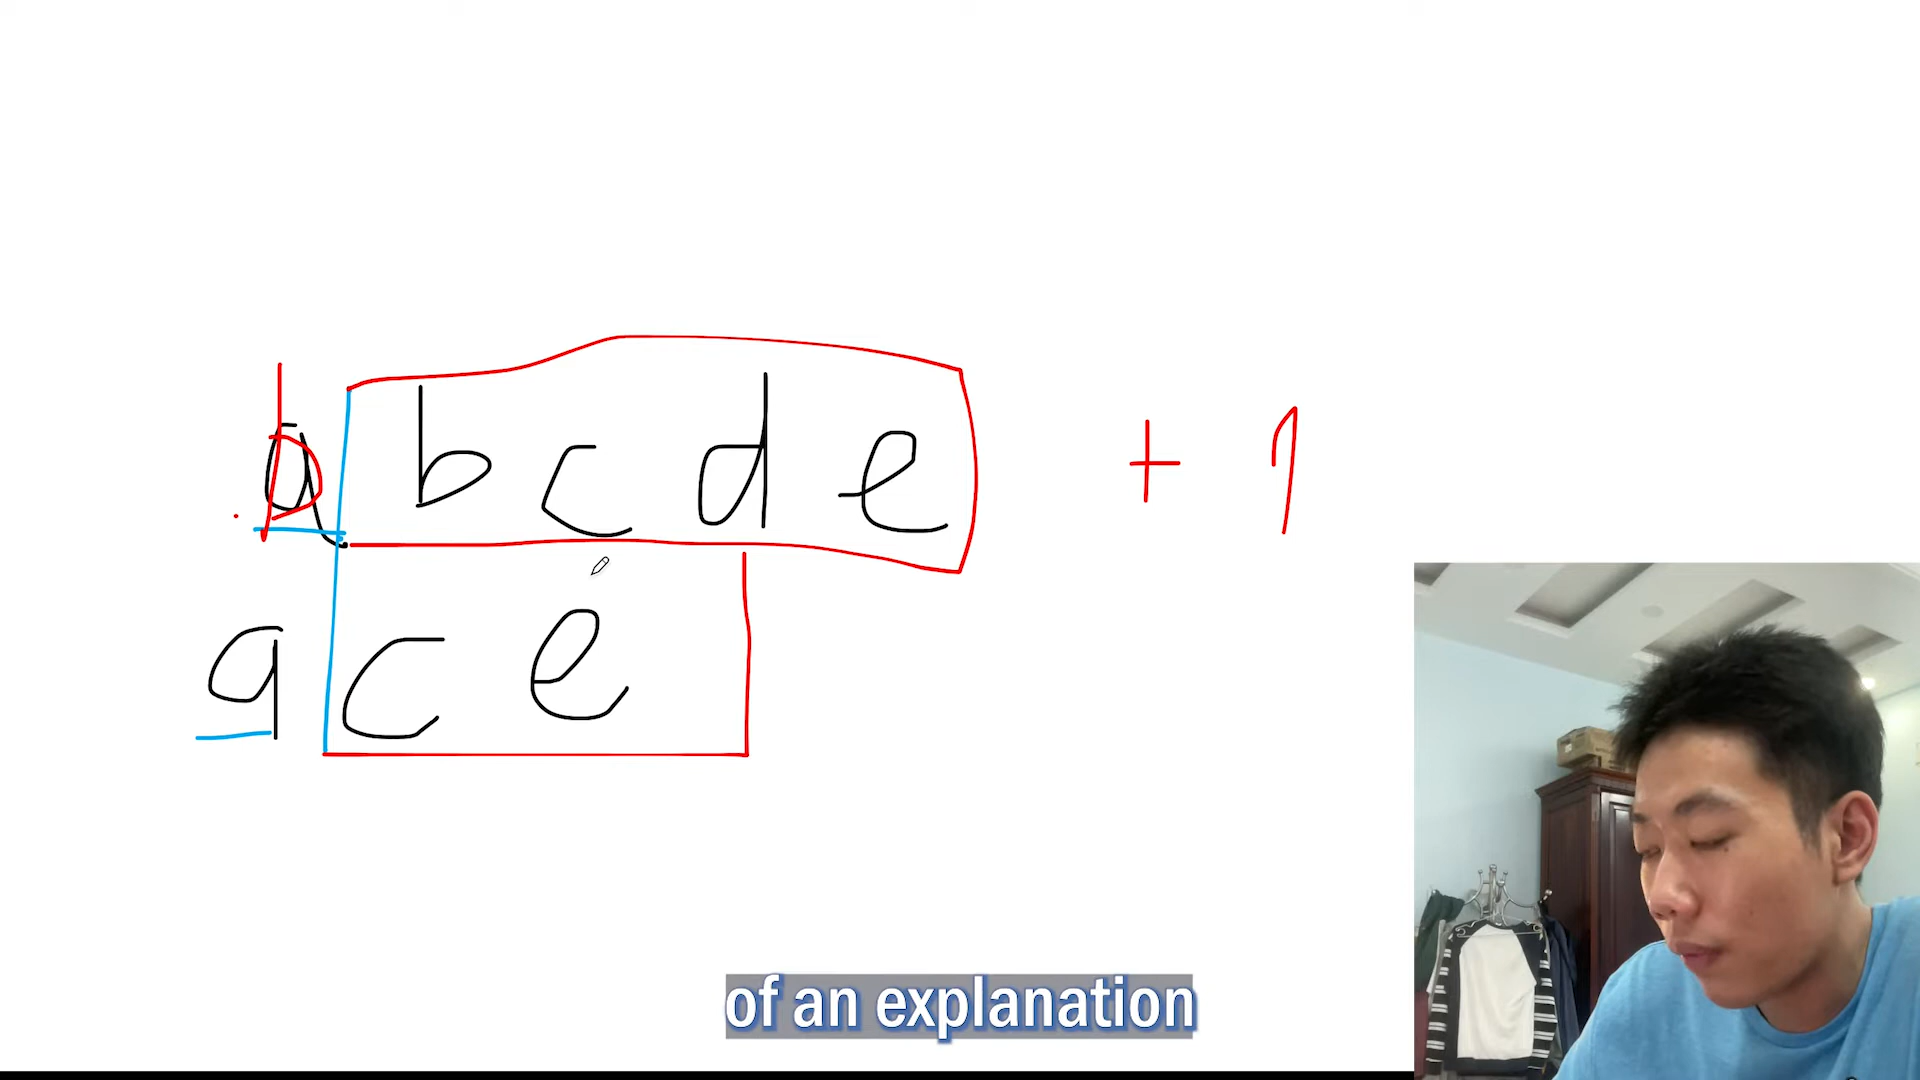 a b c d e + 1
b
a c e
of an explanation